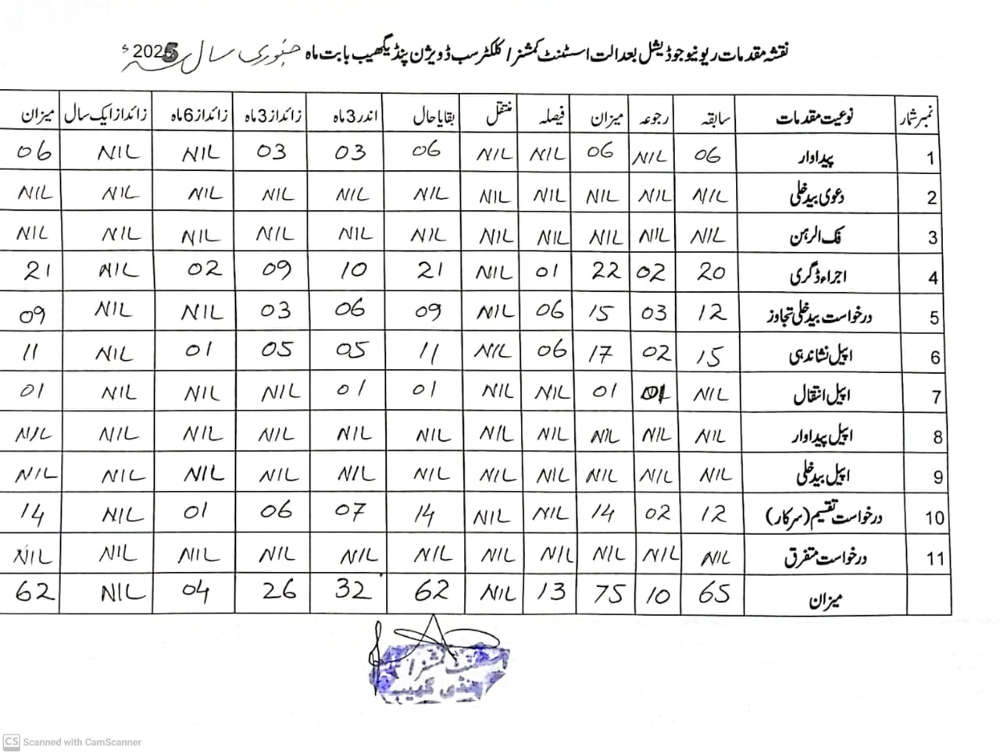 نقشہ مقدمات ریونیو جوڈیشل بعدالت اسسٹنٹ کمشنر / کلکٹر سب ڈویژن پنڈیگھیب بابت ماہ جنوری سال 2025ء
نمبر شمار نوعیت مقدمات سابقہ رجوعہ میزان فیصلہ منتقل بقایا حال اندر 3 ماہ زائد از 3 ماہ زائد از 6 ماہ زائد از ایک سال میزان
1 پیداوار 06 NIL 06 NIL NIL 06 03 03 NIL NIL 06
2 دعوی بیدخلی NIL NIL NIL NIL NIL NIL NIL NIL NIL NIL NIL
3 فک الرہن NIL NIL NIL NIL NIL NIL NIL NIL NIL NIL NIL
4 اجراء ڈگری 20 02 22 01 NIL 21 10 09 02 NIL 21
5 درخواست بیدخلی تجاوز 12 03 15 06 NIL 09 06 03 NIL NIL 09
6 اپیل نشاندہی 15 02 17 06 NIL 11 05 05 01 NIL 11
7 اپیل انتقال NIL 01 01 NIL NIL 01 01 NIL NIL NIL 01
8 اپیل پیداوار NIL NIL NIL NIL NIL NIL NIL NIL NIL NIL NIL
9 اپیل بیدخلی NIL NIL NIL NIL NIL NIL NIL NIL NIL NIL NIL
10 درخواست تقسیم (سرکار) 12 02 14 NIL NIL 14 07 06 01 NIL 14
11 درخواست متفرق NIL NIL NIL NIL NIL NIL NIL NIL NIL NIL NIL
میزان 65 10 75 13 NIL 62 32 26 04 NIL 62
اسسٹنٹ کمشنر /
پنڈی گھیب
CS Scanned with CamScanner